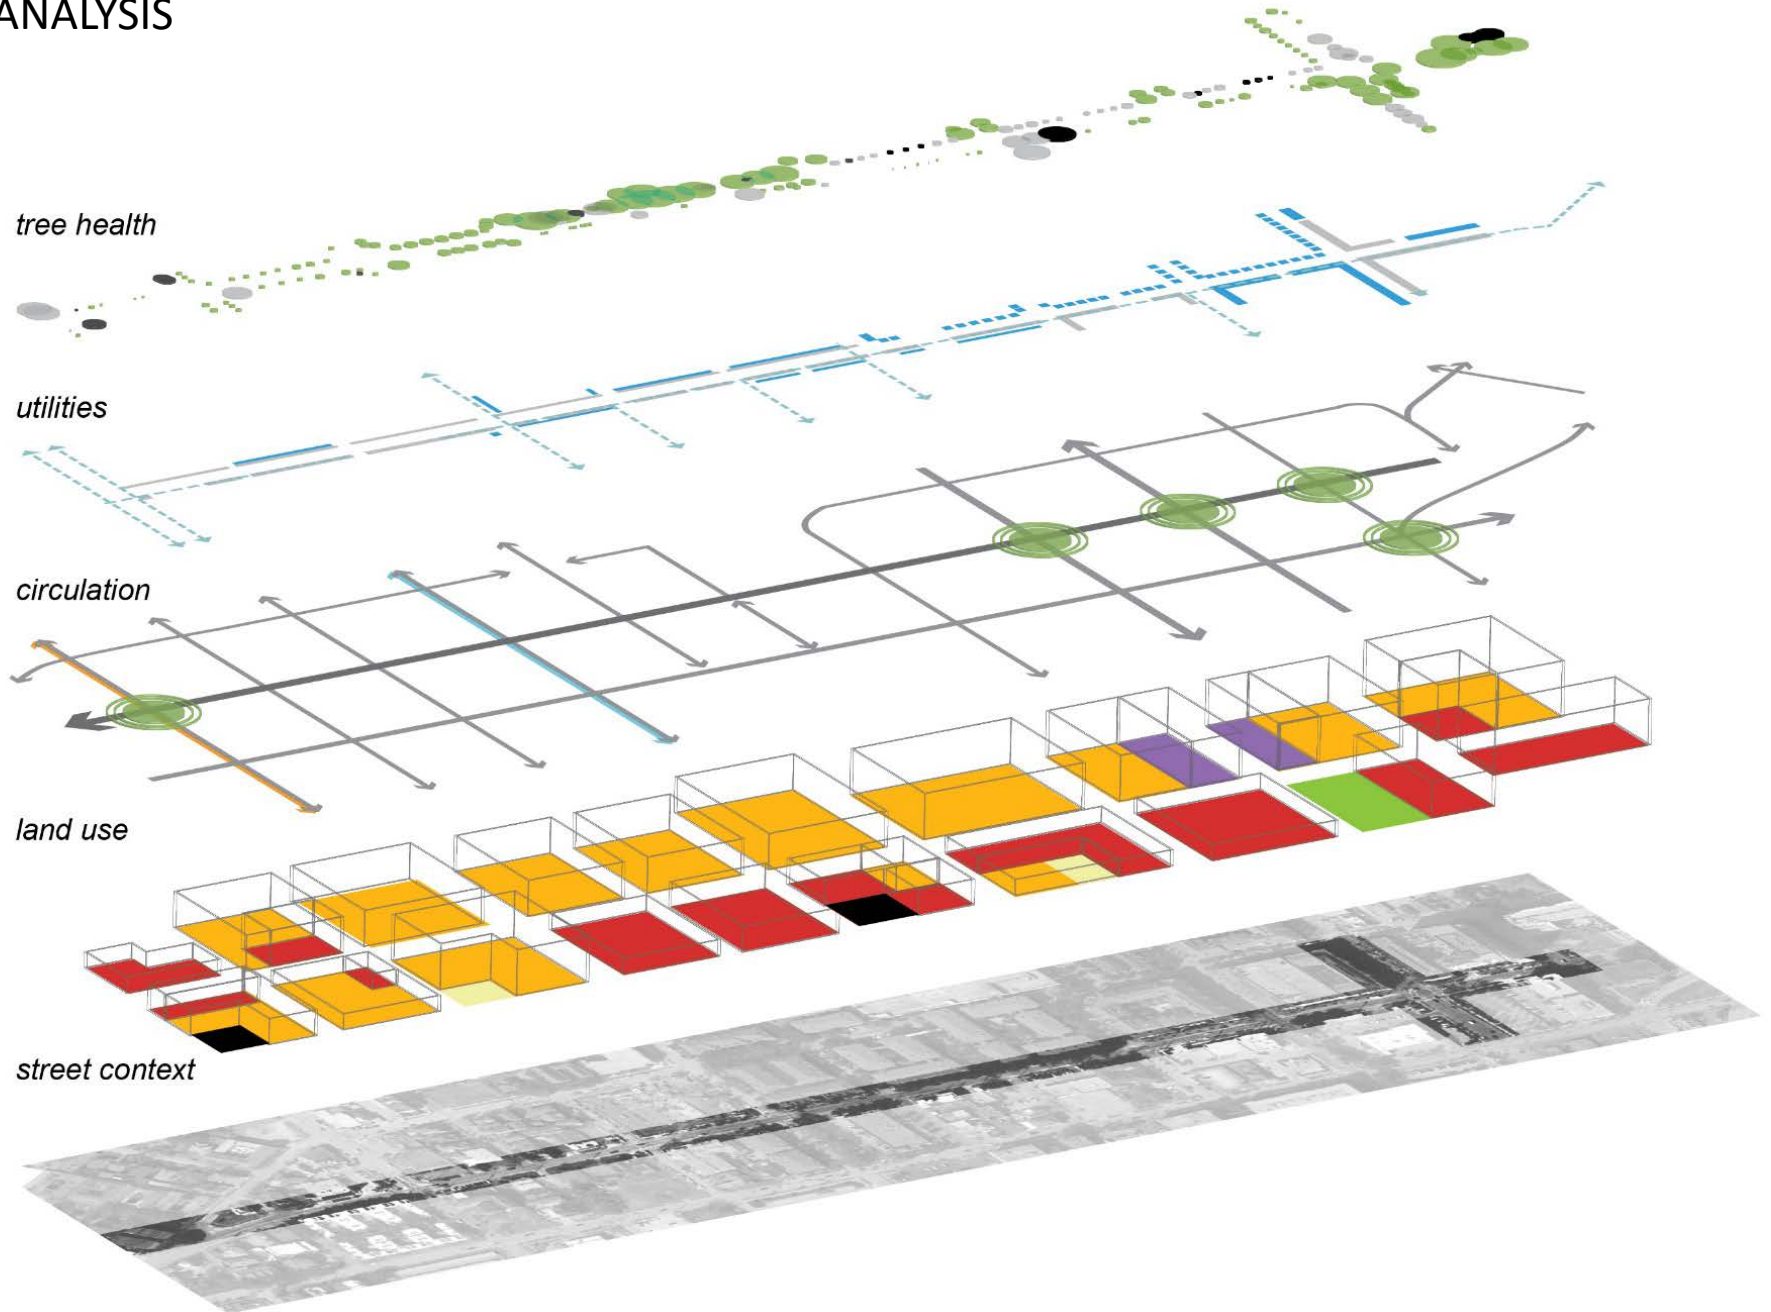 ANALYSIS
tree health
utilities
circulation
land use
street context